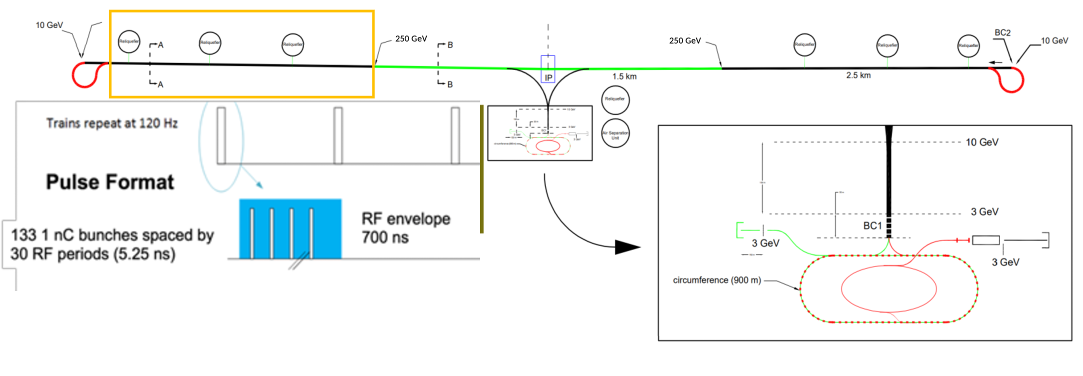 10 GeV
Reliquefier
Reliquefier
Reliquefier
A
A
250 GeV
B
B
IP
1.5 km
250 GeV
Reliquefier
Reliquefier
Reliquefier
2.5 km
BC2
10 GeV
Reliquefier
Air Separation
Unit
Trains repeat at 120 Hz
Pulse Format
133 1 nC bunches spaced by
30 RF periods (5.25 ns)
RF envelope
700 ns
10 GeV
3 GeV
BC1
3 GeV
3 GeV
circumference (900 m)